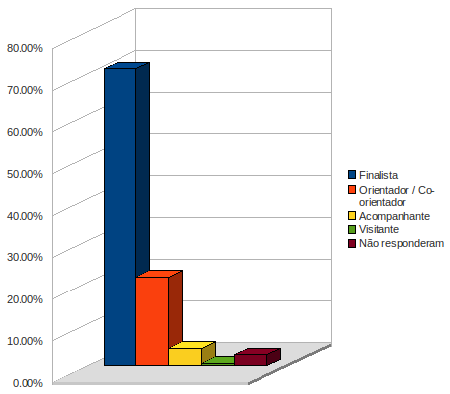 80.00%
70.00%
60.00%
50.00%
40.00%
30.00%
20.00%
10.00%
0.00%
Finalista
Orientador / Co-
orientador
Acompanhante
Visitante
Não responderam